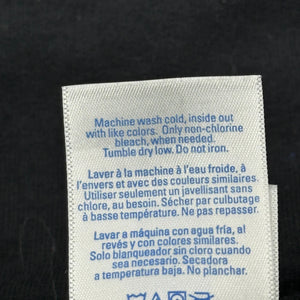 Machine wash cold, inside out
with like colors. Only non-chlorine
bleach, when needed.
Tumble dry low. Do not iron.
Laver à la machine à l'eau froide, à
l'envers et avec des couleurs similaires.
Utiliser seulement un javellisant sans
chlore, au besoin. Sécher par culbutage
à basse température. Ne pas repasser.
Lavar a máquina con agua fría, al
revés y con colores similares.
Solo blanqueador sin cloro cuando
sea necesario. Secadora
a temperatura baja. No planchar.